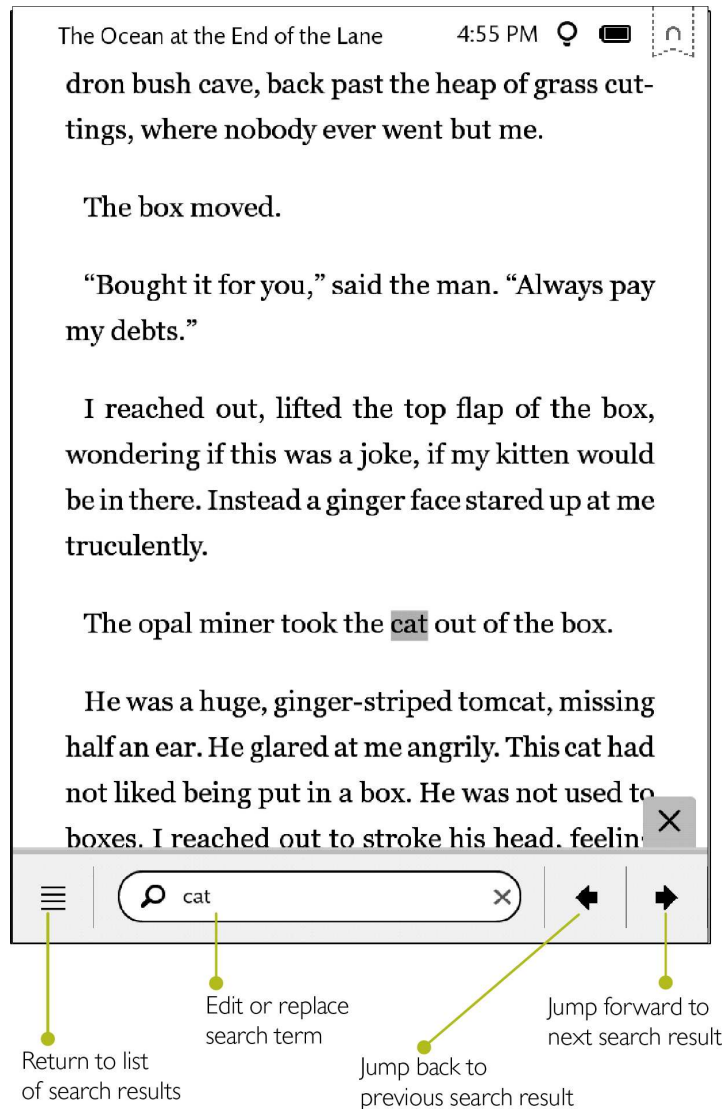 The Ocean at the End of the Lane 4:55 PM
dron bush cave, back past the heap of grass cut-
tings, where nobody ever went but me.
The box moved.
“Bought it for you,” said the man. “Always pay
my debts.”
I reached out, lifted the top flap of the box,
wondering if this was a joke, if my kitten would
be in there. Instead a ginger face stared up at me
truculently.
The opal miner took the cat out of the box.
He was a huge, ginger-striped tomcat, missing
half an ear. He glared at me angrily. This cat had
not liked being put in a box. He was not used to
boxes. I reached out to stroke his head, feelin
cat
Edit or replace
search term
Jump forward to
next search result
Return to list
of search results
Jump back to
previous search result